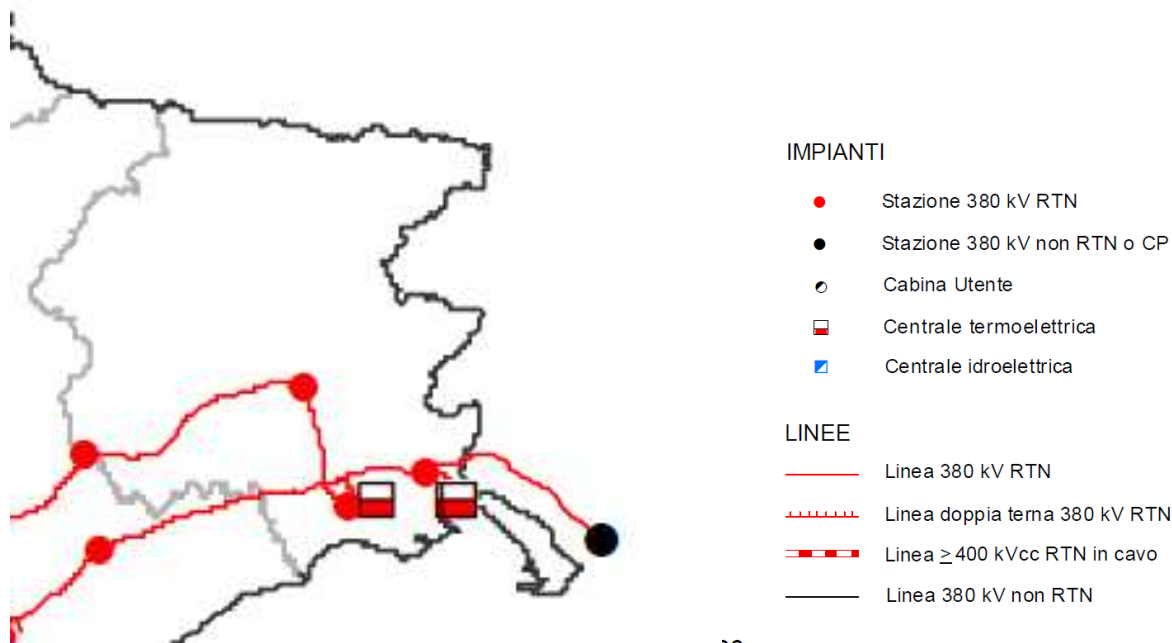 IMPIANTI
Stazione 380 kV RTN
Stazione 380 kV non RTN o CP
Cabina Utente
Centrale termoelettrica
Centrale idroelettrica
LINEE
Linea 380 kV RTN
Linea doppia terna 380 kV RTN
Linea ≥ 400 kVcc RTN in cavo
Linea 380 kV non RTN